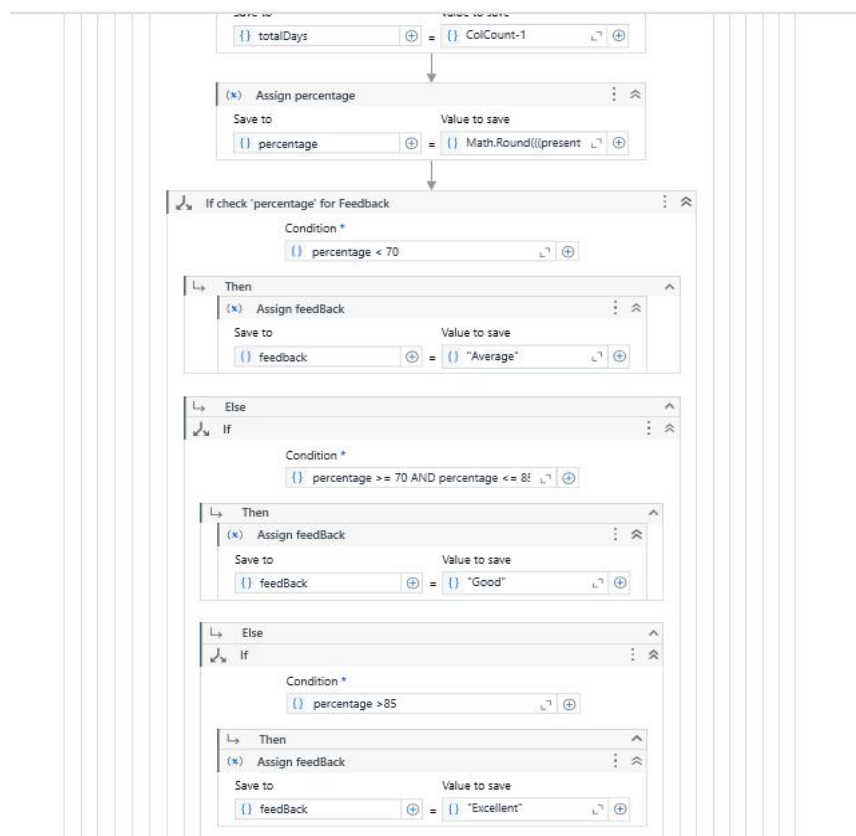 Save to Value to save
{} totalDays = {} ColCount-1
(x) Assign percentage
Save to Value to save
{} percentage = {} Math.Round(((present
If check 'percentage' for Feedback
Condition *
{} percentage < 70
Then
(x) Assign feedBack
Save to Value to save
{} feedback = {} "Average"
Else
If
Condition *
{} percentage >= 70 AND percentage <= 85
Then
(x) Assign feedBack
Save to Value to save
{} feedBack = {} "Good"
Else
If
Condition *
{} percentage >85
Then
(x) Assign feedBack
Save to Value to save
{} feedBack = {} "Excellent"